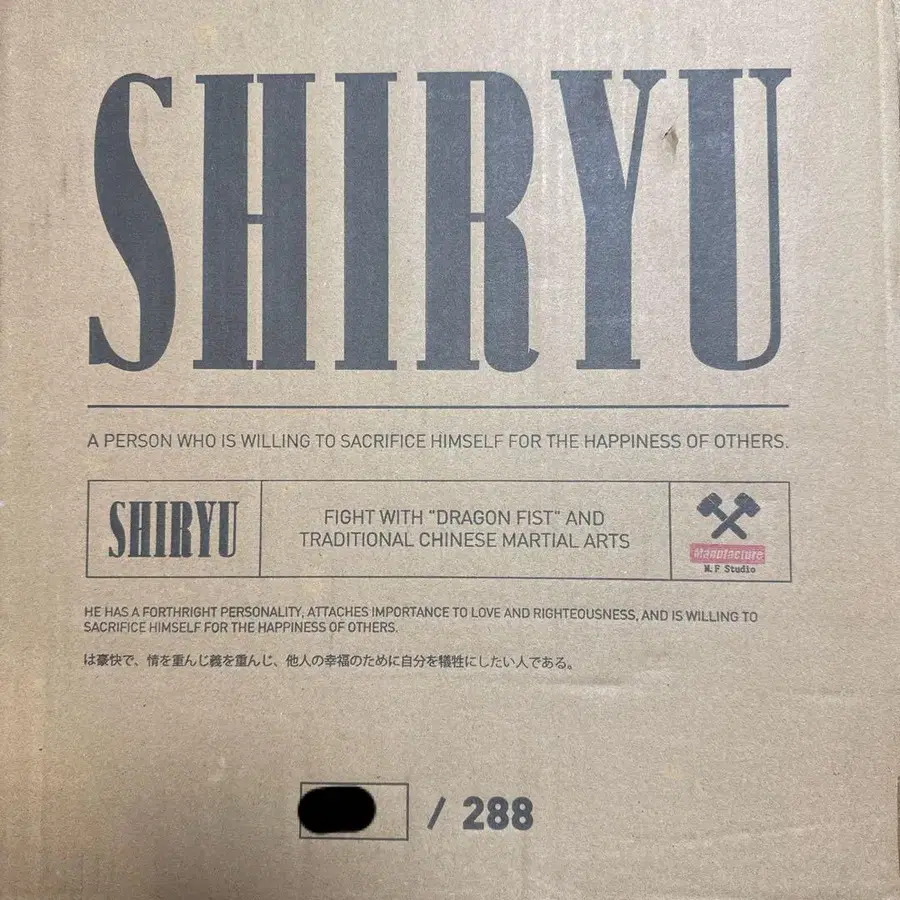 SHIRYU
A PERSON WHO IS WILLING TO SACRIFICE HIMSELF FOR THE HAPPINESS OF OTHERS.
SHIRYU
FIGHT WITH "DRAGON FIST" AND
TRADITIONAL CHINESE MARTIAL ARTS
Manufacture
M.F Studio
HE HAS A FORTHRIGHT PERSONALITY, ATTACHES IMPORTANCE TO LOVE AND RIGHTEOUSNESS, AND IS WILLING TO
SACRIFICE HIMSELF FOR THE HAPPINESS OF OTHERS.
は豪快で、情を重んじ義を重んじ、他人の幸福のために自分を犠牲にしたい人である。
/ 288